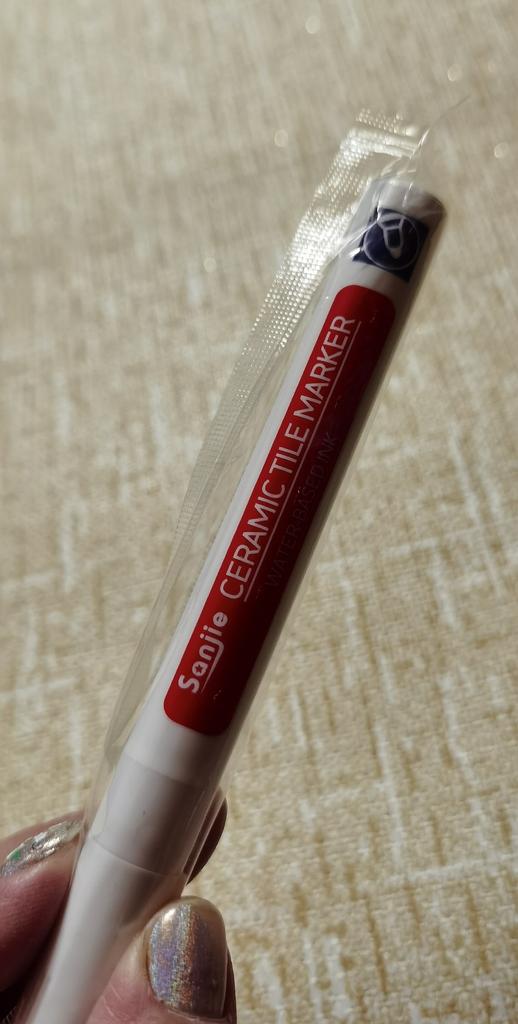 Sanjie CERAMIC TILE MARKER
WATER-BASED INK